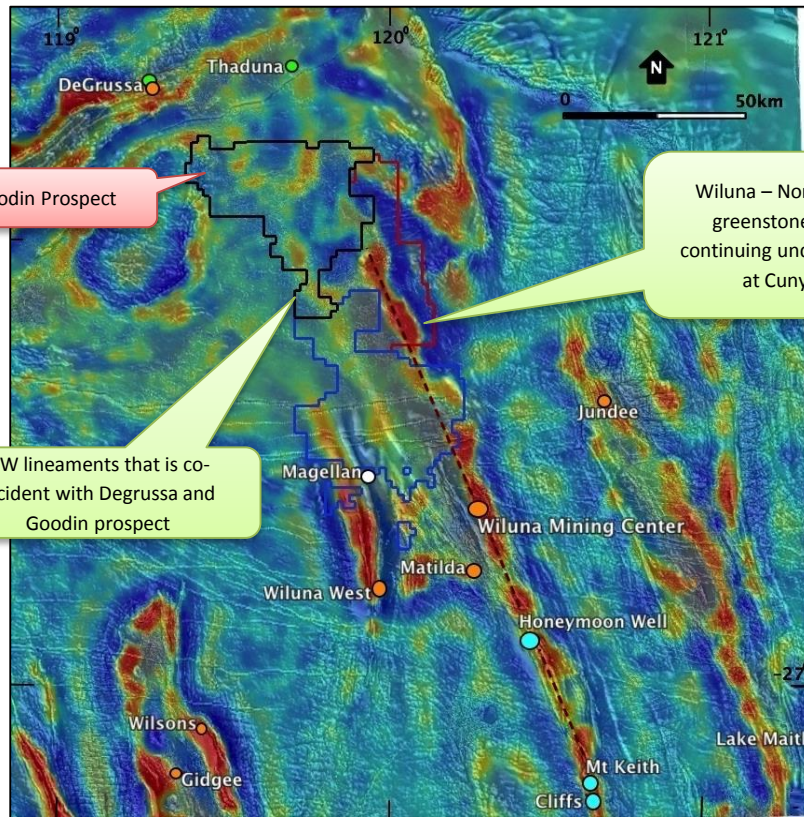 119°
120°
121°
DeGrussa
Thaduna
N
0
50km
odin Prospect
Wiluna – Nor
greenstone
continuing und
at Cuny
Jundee
W lineaments that is co-
cident with Degrussa and
Goodin prospect
Magellan
Wiluna Mining Center
Matilda
Wiluna West
Honeymoon Well
-27
Wilsons
Lake Maitl
Gidgee
Mt Keith
Cliffs